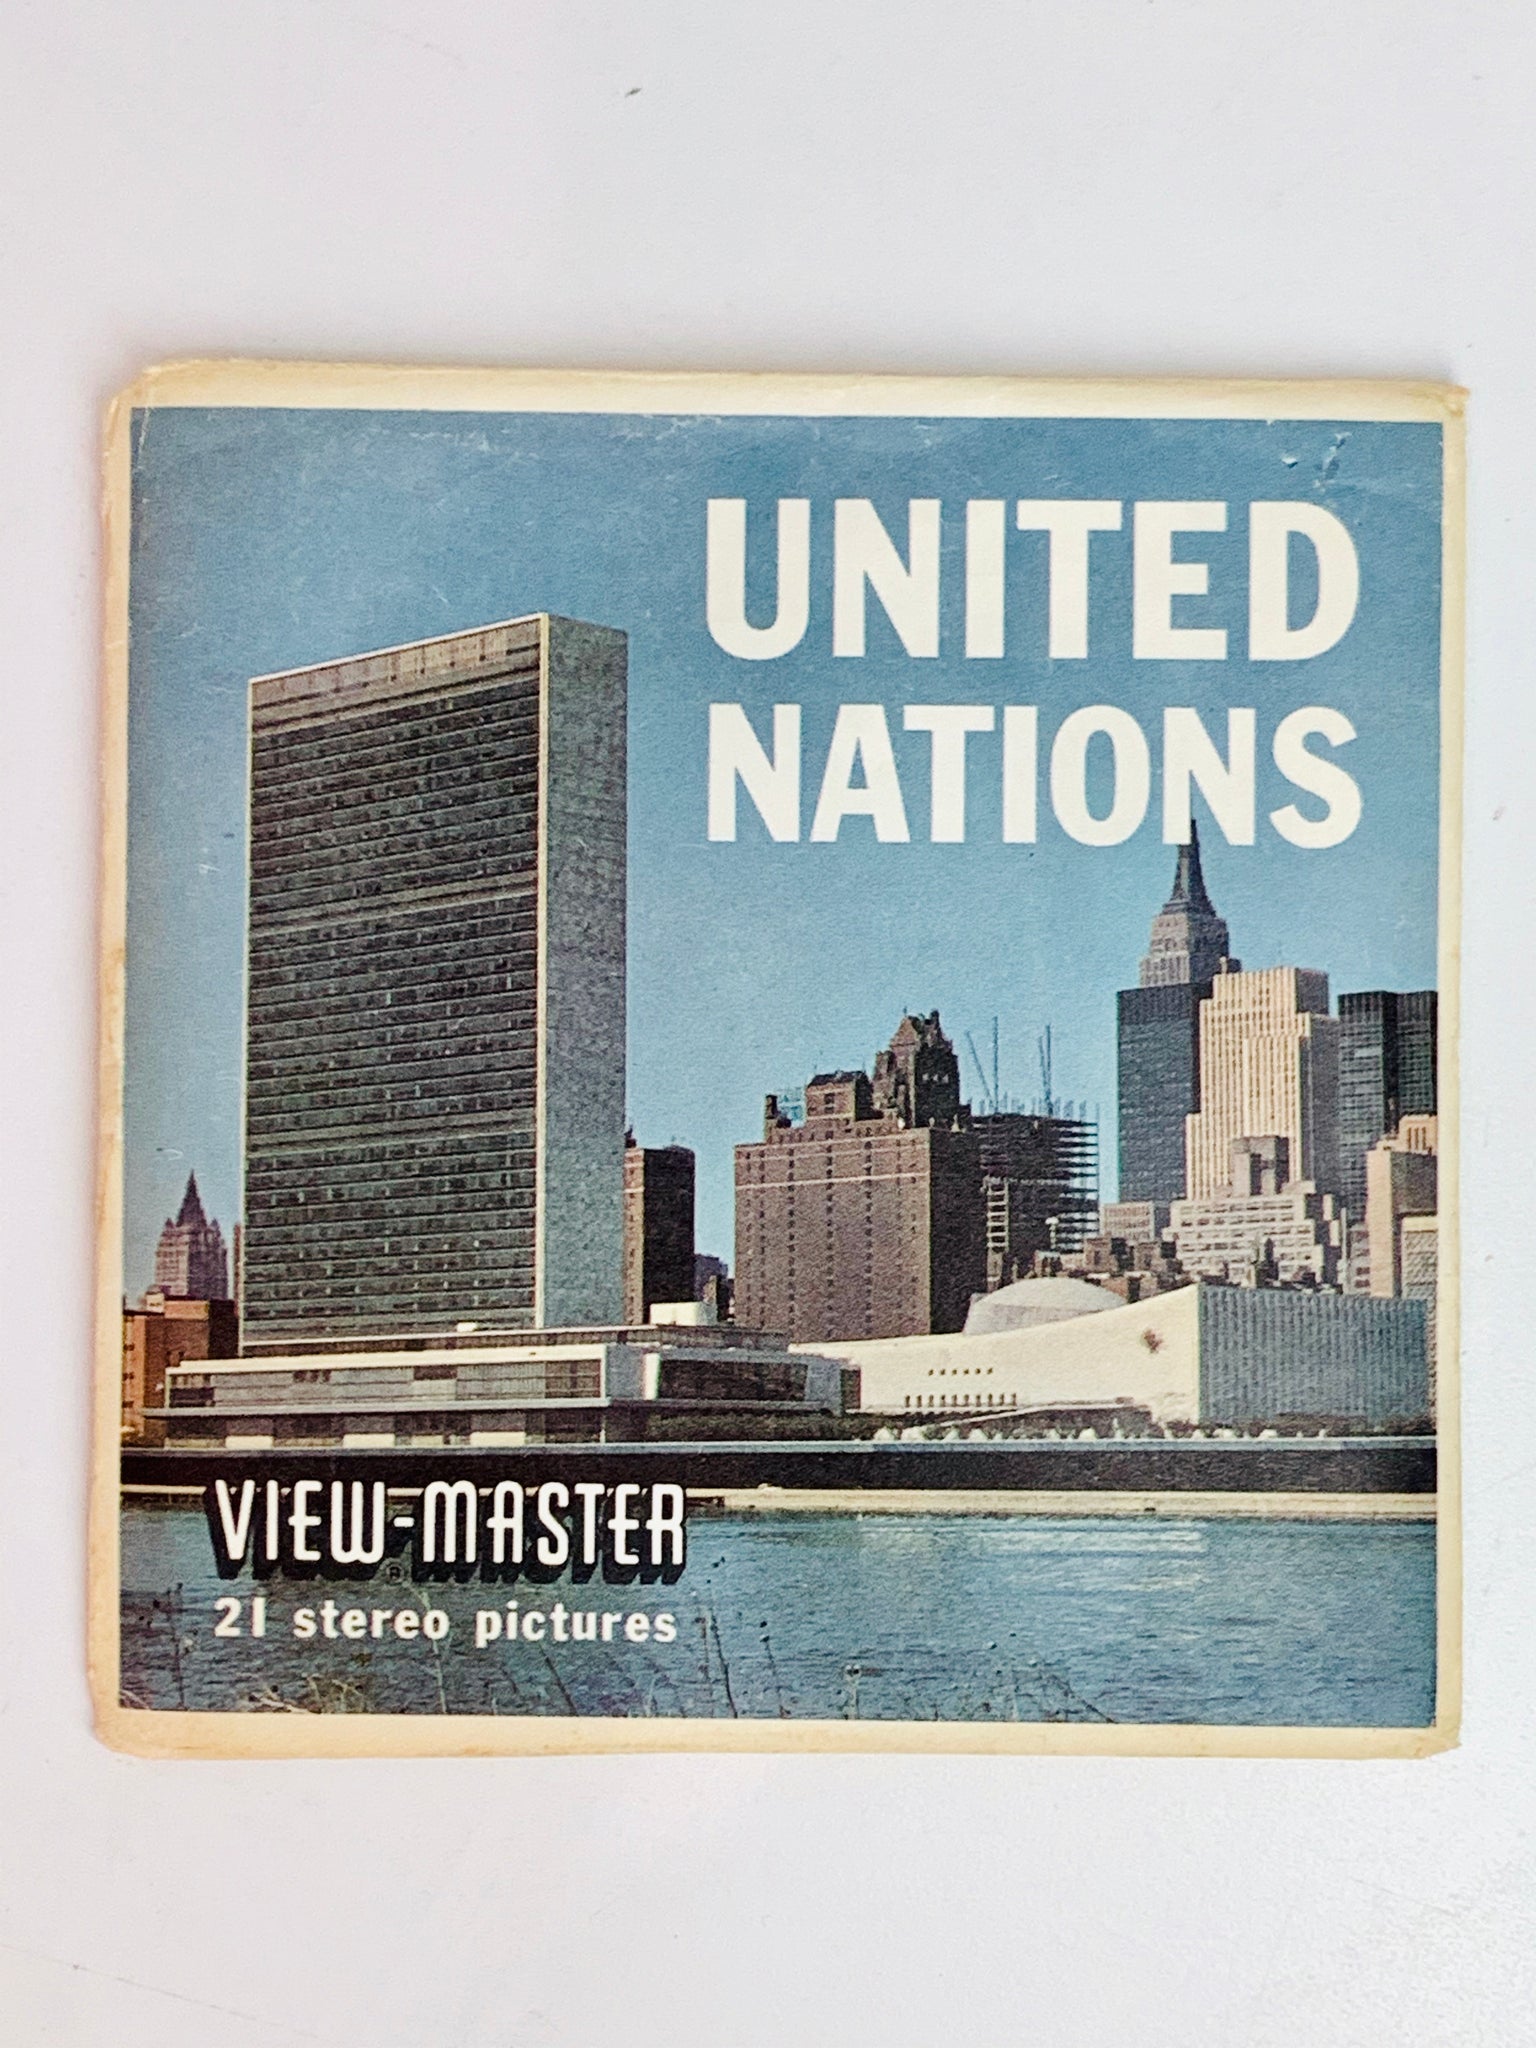 UNITED
NATIONS
VIEW-MASTER
®
21 stereo pictures